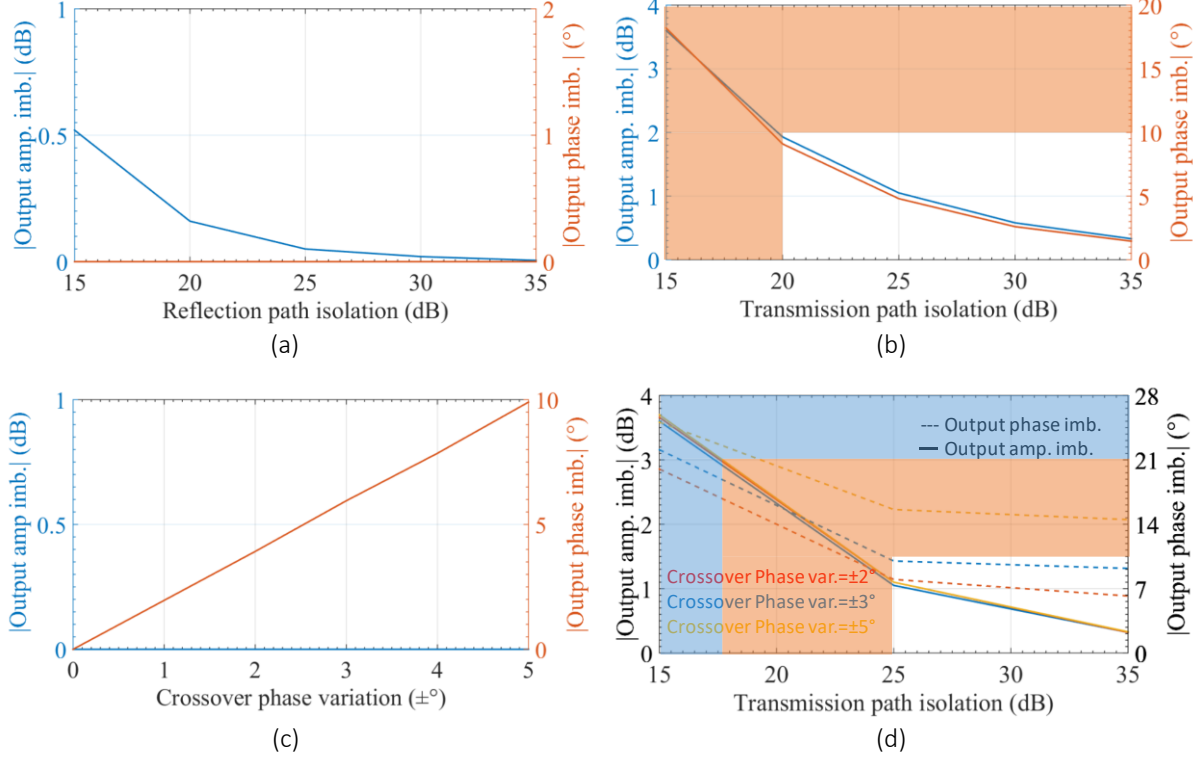 1
0.5
0
|Output amp. imb.| (dB)
2
1
0
|Output phase imb. | (°)
15 20 25 30 35
Reflection path isolation (dB)
(a)
4
3
2
1
0
|Output amp. imb.| (dB)
20
15
10
5
0
|Output phase imb.| (°)
15 20 25 30 35
Transmission path isolation (dB)
(b)
1
0.5
0
|Output amp imb.| (dB)
10
5
0
|Output phase imb.| (°)
0 1 2 3 4 5
Crossover phase variation (±°)
(c)
4
3
2
1
0
|Output amp. imb.| (dB)
28
21
14
7
0
|Output phase imb.| (°)
Output phase imb.
Output amp. imb.
Crossover Phase var.=±2°
Crossover Phase var.=±3°
Crossover Phase var.=±5°
15 20 25 30 35
Transmission path isolation (dB)
(d)